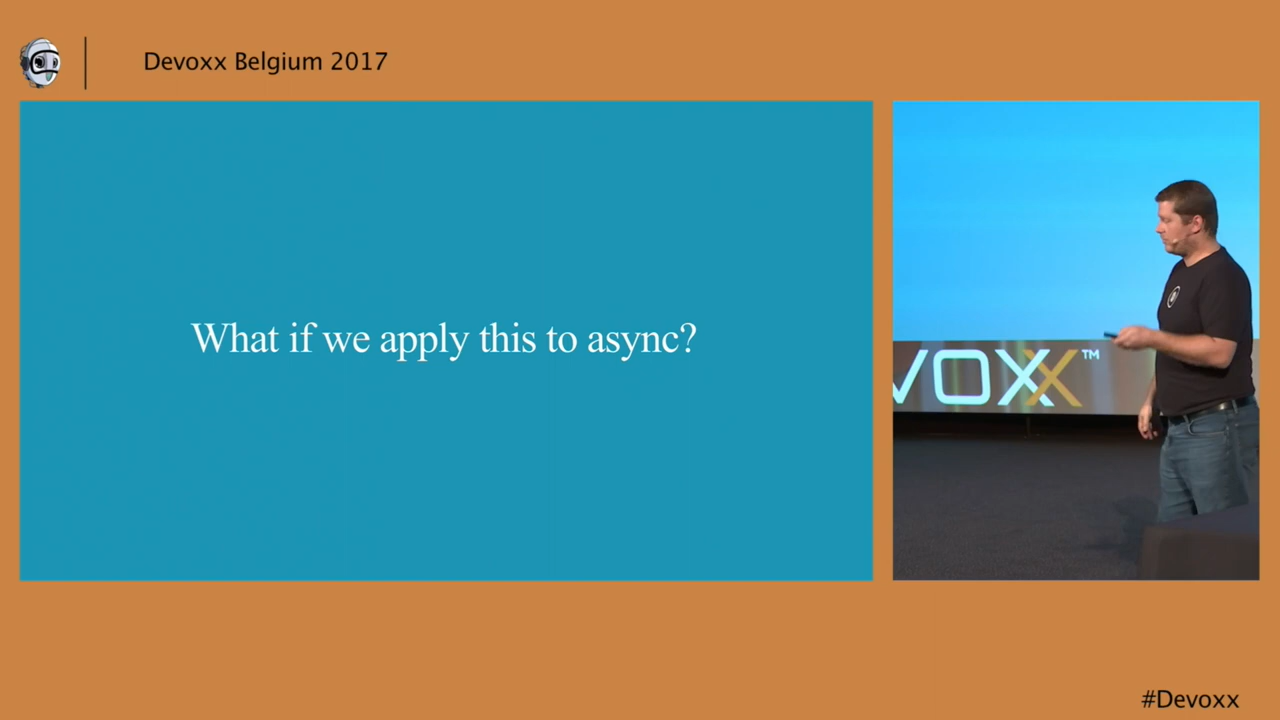 Devoxx Belgium 2017
What if we apply this to async?
VOXX™
#Devoxx